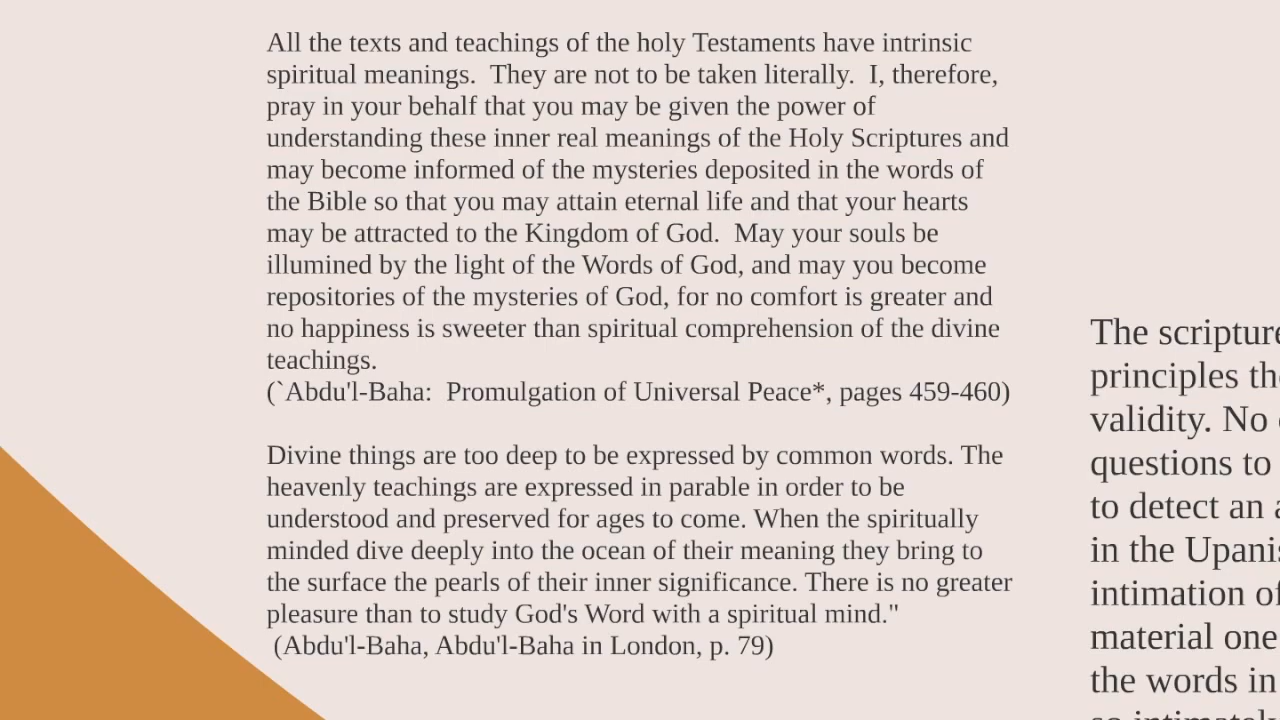 All the texts and teachings of the holy Testaments have intrinsic
spiritual meanings.  They are not to be taken literally.  I, therefore,
pray in your behalf that you may be given the power of
understanding these inner real meanings of the Holy Scriptures and
may become informed of the mysteries deposited in the words of
the Bible so that you may attain eternal life and that your hearts
may be attracted to the Kingdom of God.  May your souls be
illumined by the light of the Words of God, and may you become
repositories of the mysteries of God, for no comfort is greater and
no happiness is sweeter than spiritual comprehension of the divine
teachings.
(`Abdu'l-Baha:  Promulgation of Universal Peace*, pages 459-460)
Divine things are too deep to be expressed by common words. The
heavenly teachings are expressed in parable in order to be
understood and preserved for ages to come. When the spiritually
minded dive deeply into the ocean of their meaning they bring to
the surface the pearls of their inner significance. There is no greater
pleasure than to study God's Word with a spiritual mind."
(Abdu'l-Baha, Abdu'l-Baha in London, p. 79)
The
principles
validity. No
questions to
to detect an
in the
intimation
material one
the words in